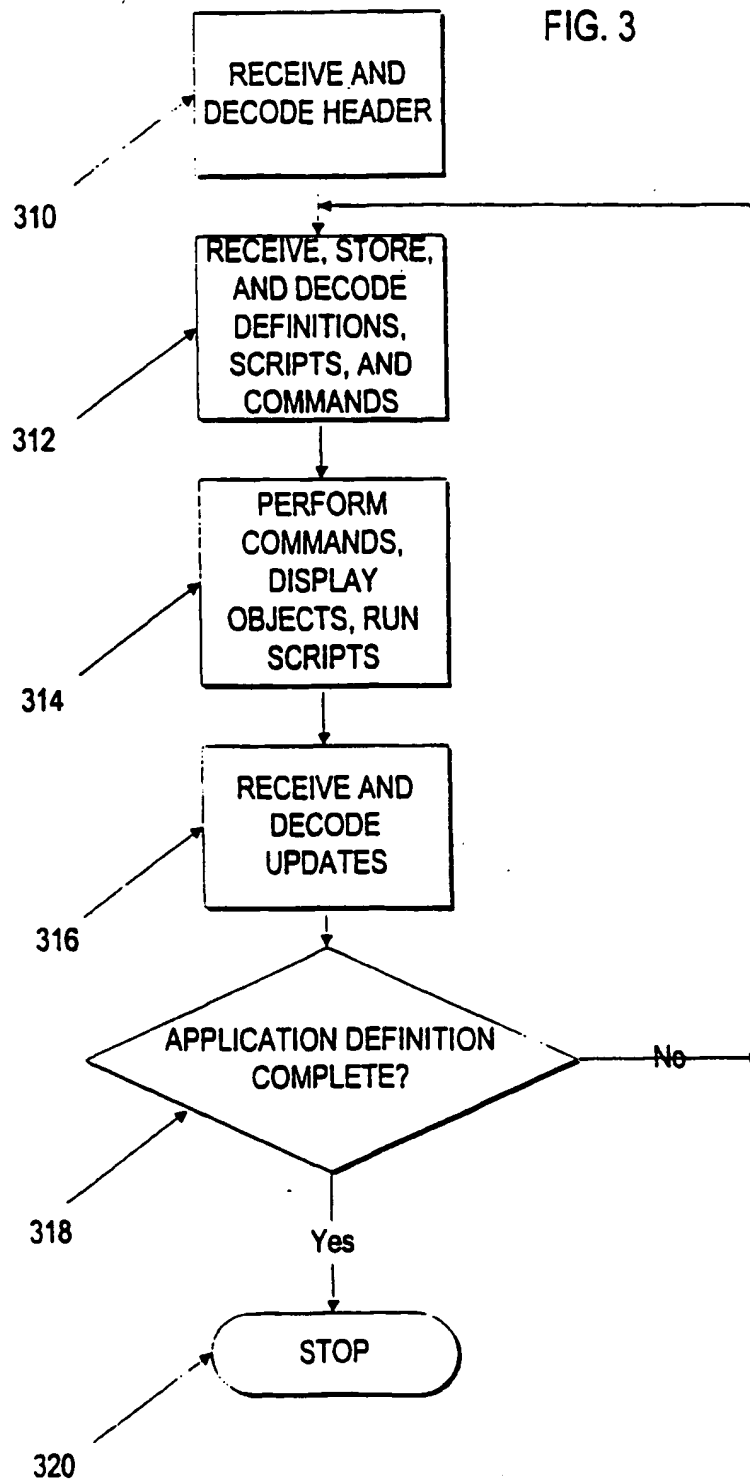 FIG. 3
RECEIVE AND
DECODE HEADER
310
RECEIVE, STORE,
AND DECODE
DEFINITIONS,
SCRIPTS, AND
COMMANDS
312
PERFORM
COMMANDS,
DISPLAY
OBJECTS, RUN
SCRIPTS
314
RECEIVE AND
DECODE
UPDATES
316
APPLICATION DEFINITION
COMPLETE?
No
318
Yes
STOP
320